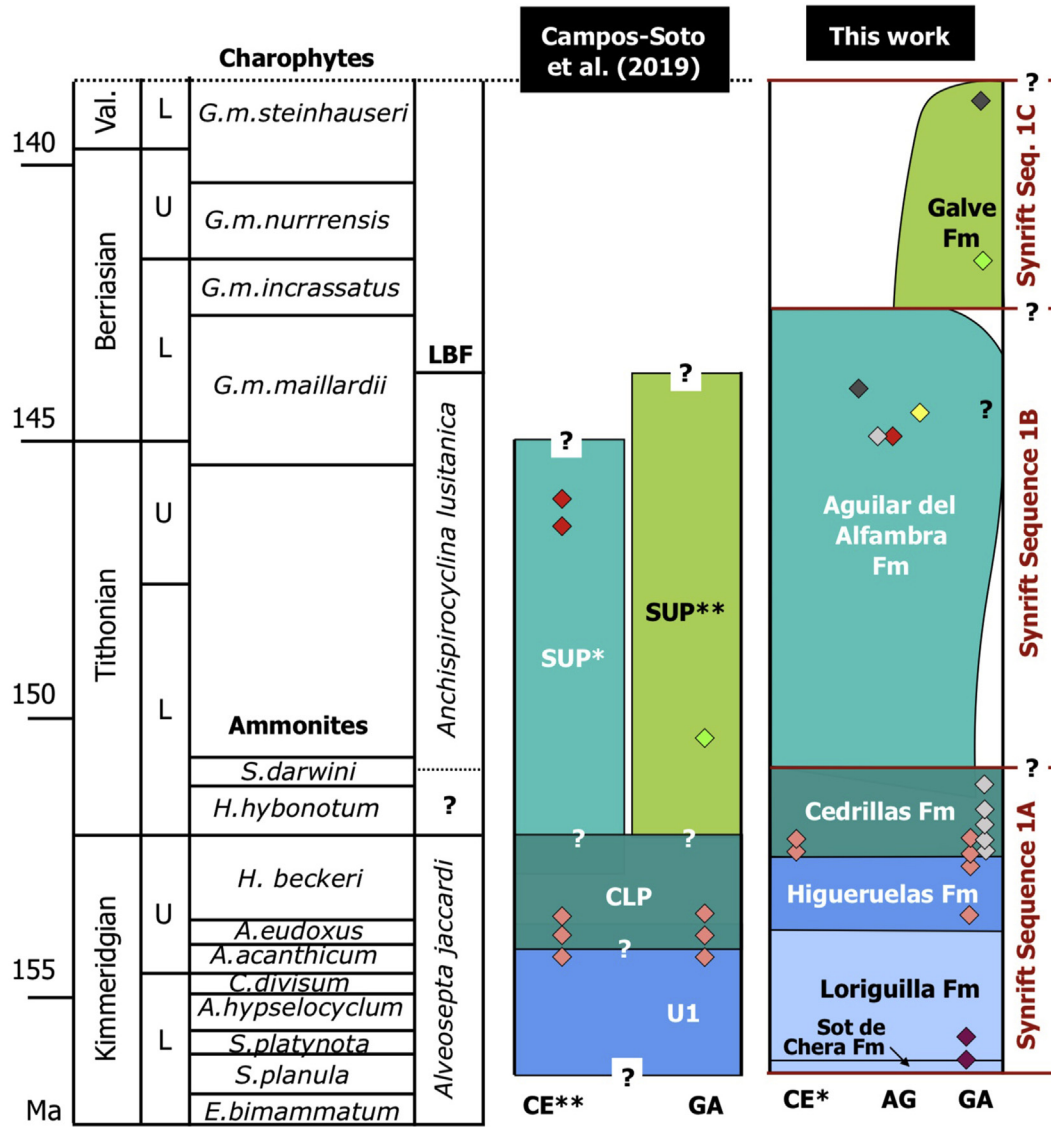 Campos-Soto
et al. (2019)
This work
Charophytes
Val.
L
G.m.steinhauseri
140
Berriasian
U
G.m.nurrrensis
G.m.incrassatus
L
LBF
G.m.maillardii
145
Tithonian
U
L
Anchispirocyclina lusitanica
150
Ammonites
S.darwini
H.hybonotum
?
Kimmeridgian
U
H. beckeri
A.eudoxus
A.acanthicum
155
L
C.divisum
A.hypselocyclum
S.platynota
S.planula
E.bimammatum
Alveosepta jaccardi
Ma
?
SUP*
?
?
SUP**
?
CLP
?
U1
?
CE**
GA
?
Galve
Fm
Synrift Seq. 1C
?
?
Aguilar del
Alfambra
Fm
Synrift Sequence 1B
?
Cedrillas Fm
Higueruelas Fm
Loriguilla Fm
Sot de
Chera Fm
Synrift Sequence 1A
CE*
AG
GA